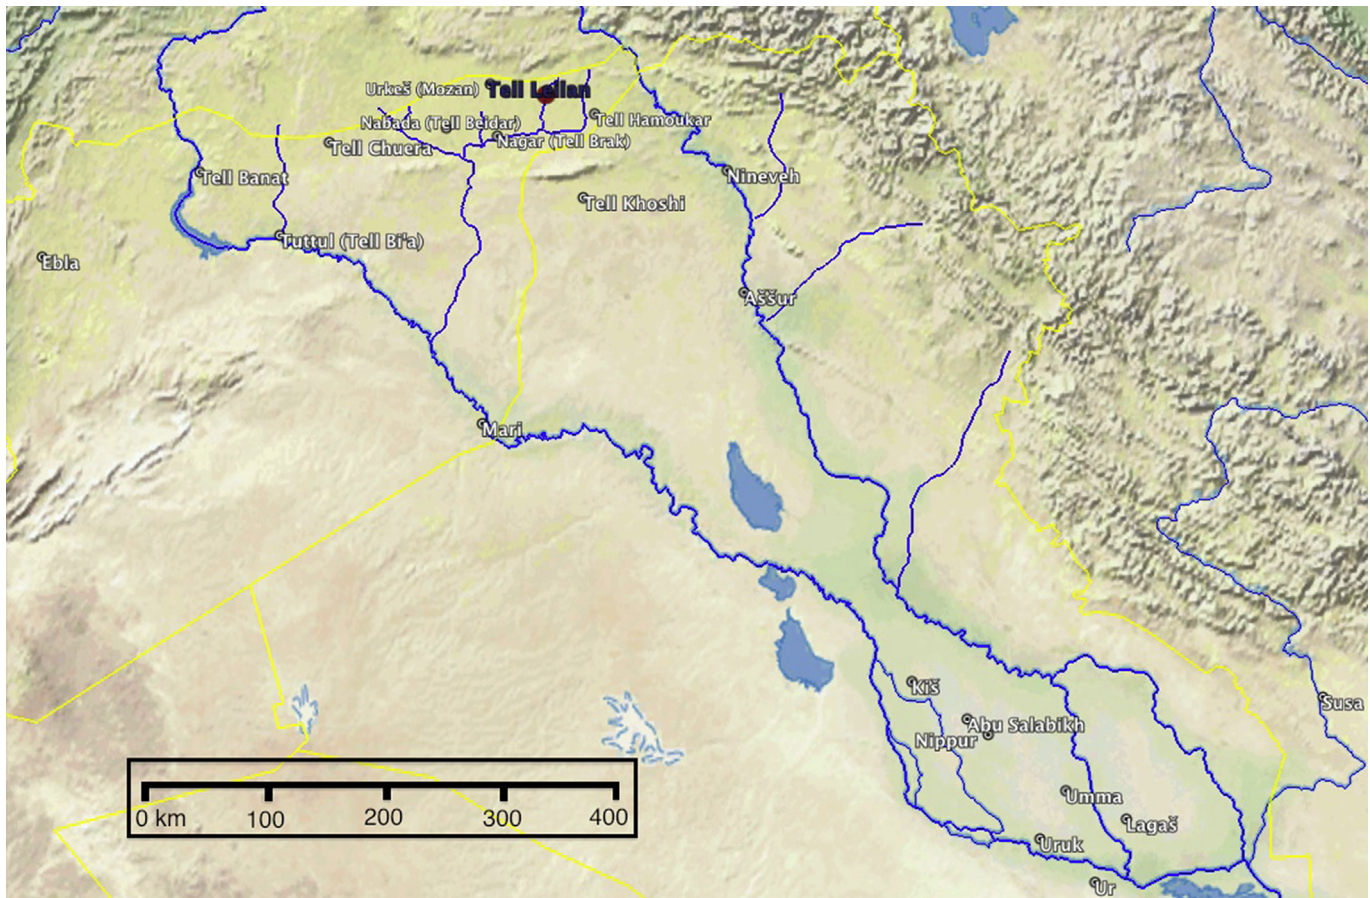 Urkeš (Mozan)
Tell Leilan
Nabada (Tell Beidar)
Tell Hamoukar
Tell Chuera
Nagar (Tell Brak)
Tell Banat
Nineveh
Tell Khoshi
Tuttul (Tell Bi'a)
Ebla
Aššur
Mari
Kiš
Susa
Abu Salabikh
Nippur
Umma
Lagaš
0 km 100 200 300 400
Uruk
Ur